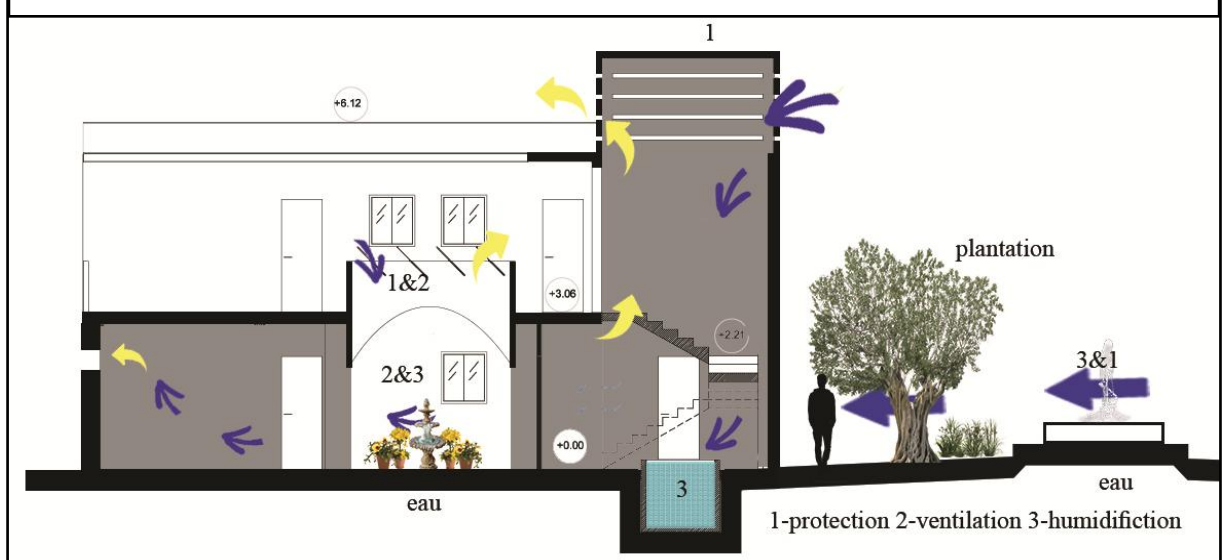 1
+6.12
plantation
1&2
+3.06
+2.21
3&1
2&3
+0.00
3
eau
eau
1-protection 2-ventilation 3-humidifiction